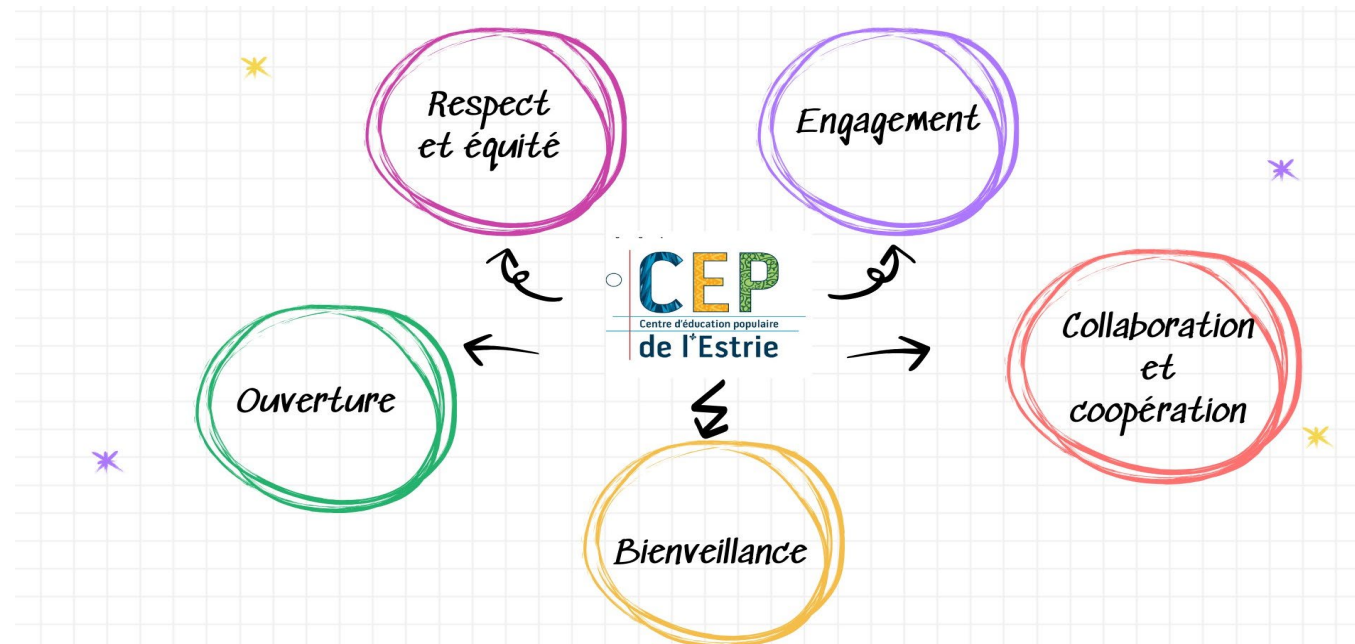 Respect
et équité
Engagement
CEP
Centre d'éducation populaire
de l'Estrie
Ouverture
Collaboration
et
coopération
Bienveillance